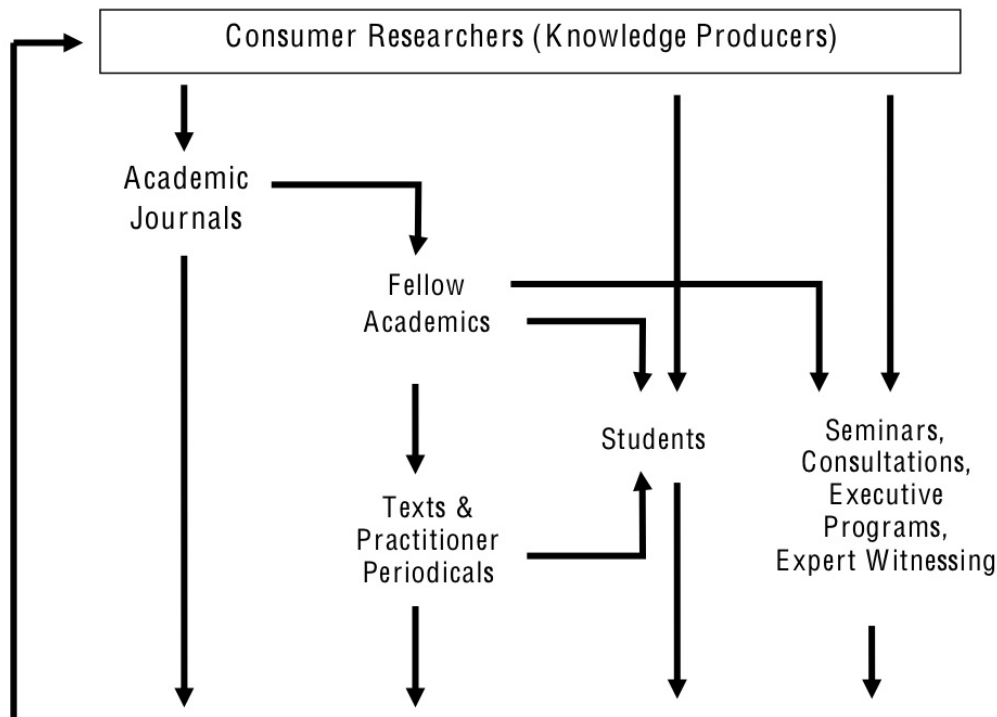 Consumer Researchers (Knowledge Producers)
Academic
Journals
Fellow
Academics
Students
Seminars,
Consultations,
Executive
Programs,
Expert Witnessing
Texts &
Practitioner
Periodicals